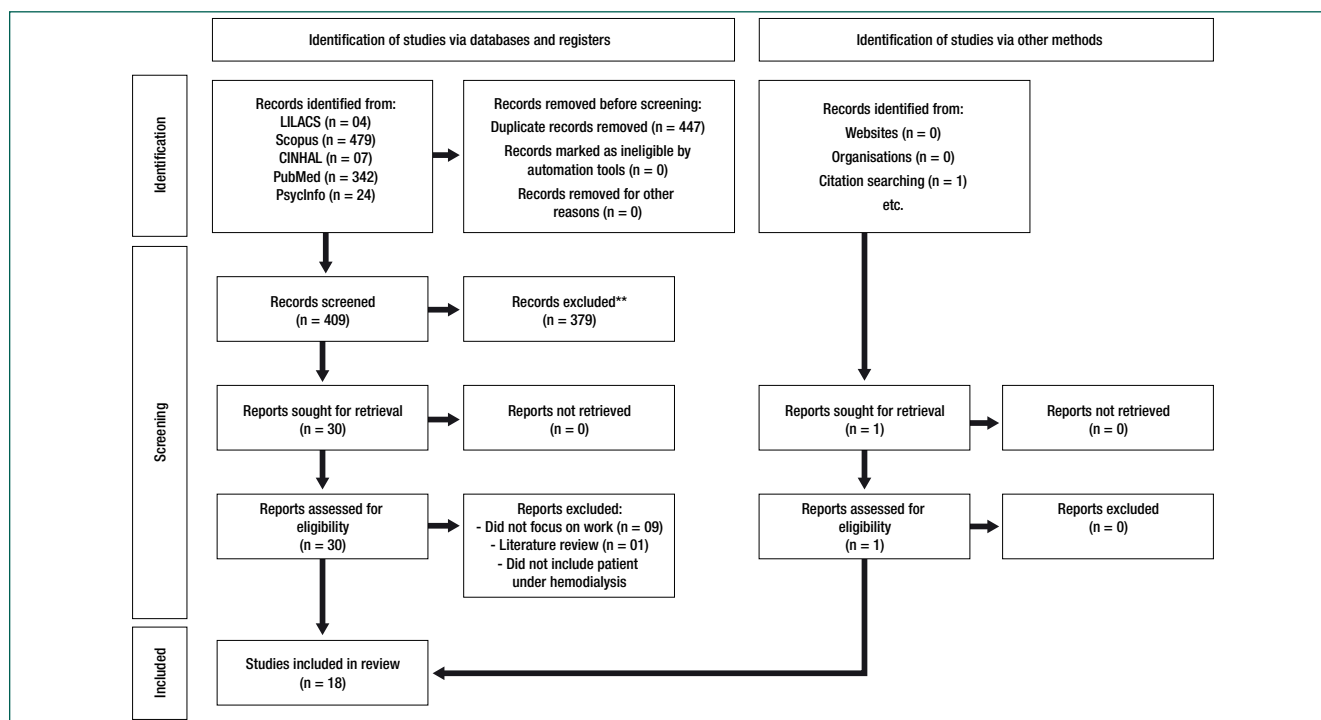 Identification of studies via databases and registers
Identification of studies via other methods
Identification
Records identified from:
LILACS (n = 04)
Scopus (n = 479)
CINHAL (n = 07)
PubMed (n = 342)
PsycInfo (n = 24)
Records removed before screening:
Duplicate records removed (n = 447)
Records marked as ineligible by
automation tools (n = 0)
Records removed for other
reasons (n = 0)
Records identified from:
Websites (n = 0)
Organisations (n = 0)
Citation searching (n = 1)
etc.
Screening
Records screened
(n = 409)
Records excluded**
(n = 379)
Reports sought for retrieval
(n = 30)
Reports not retrieved
(n = 0)
Reports sought for retrieval
(n = 1)
Reports not retrieved
(n = 0)
Reports assessed for
eligibility
(n = 30)
Reports excluded:
- Did not focus on work (n = 09)
- Literature review (n = 01)
- Did not include patient
under hemodialysis
Reports assessed for
eligibility
(n = 1)
Reports excluded
(n = 0)
Included
Studies included in review
(n = 18)